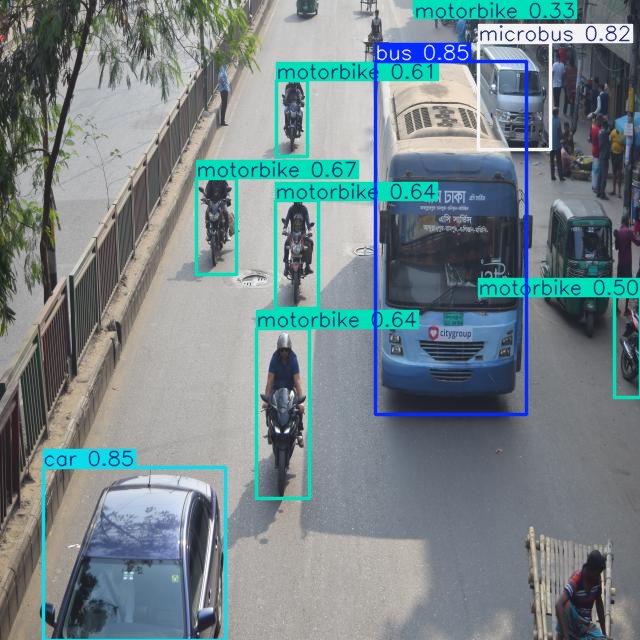 motorbike 0.33
microbus 0.82
bus 0.85
motorbike 0.61
motorbike 0.67
motorbike 0.64
ঢাকা
এসি সার্ভিস
motorbike 0.50
motorbike 0.64
citygroup
car 0.85